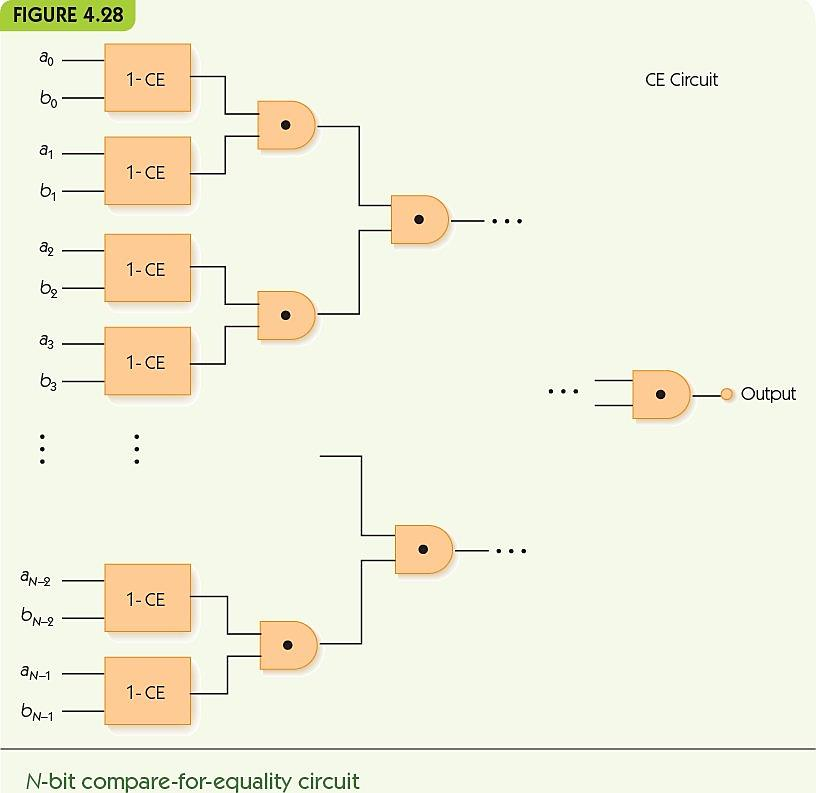 FIGURE 4.28
a0
1-CE
CE Circuit
b0
a1
1-CE
b1
a2
1-CE
b2
a3
1-CE
b3
Output
aN–2
1-CE
bN–2
aN–1
1-CE
bN–1
N-bit compare-for-equality circuit